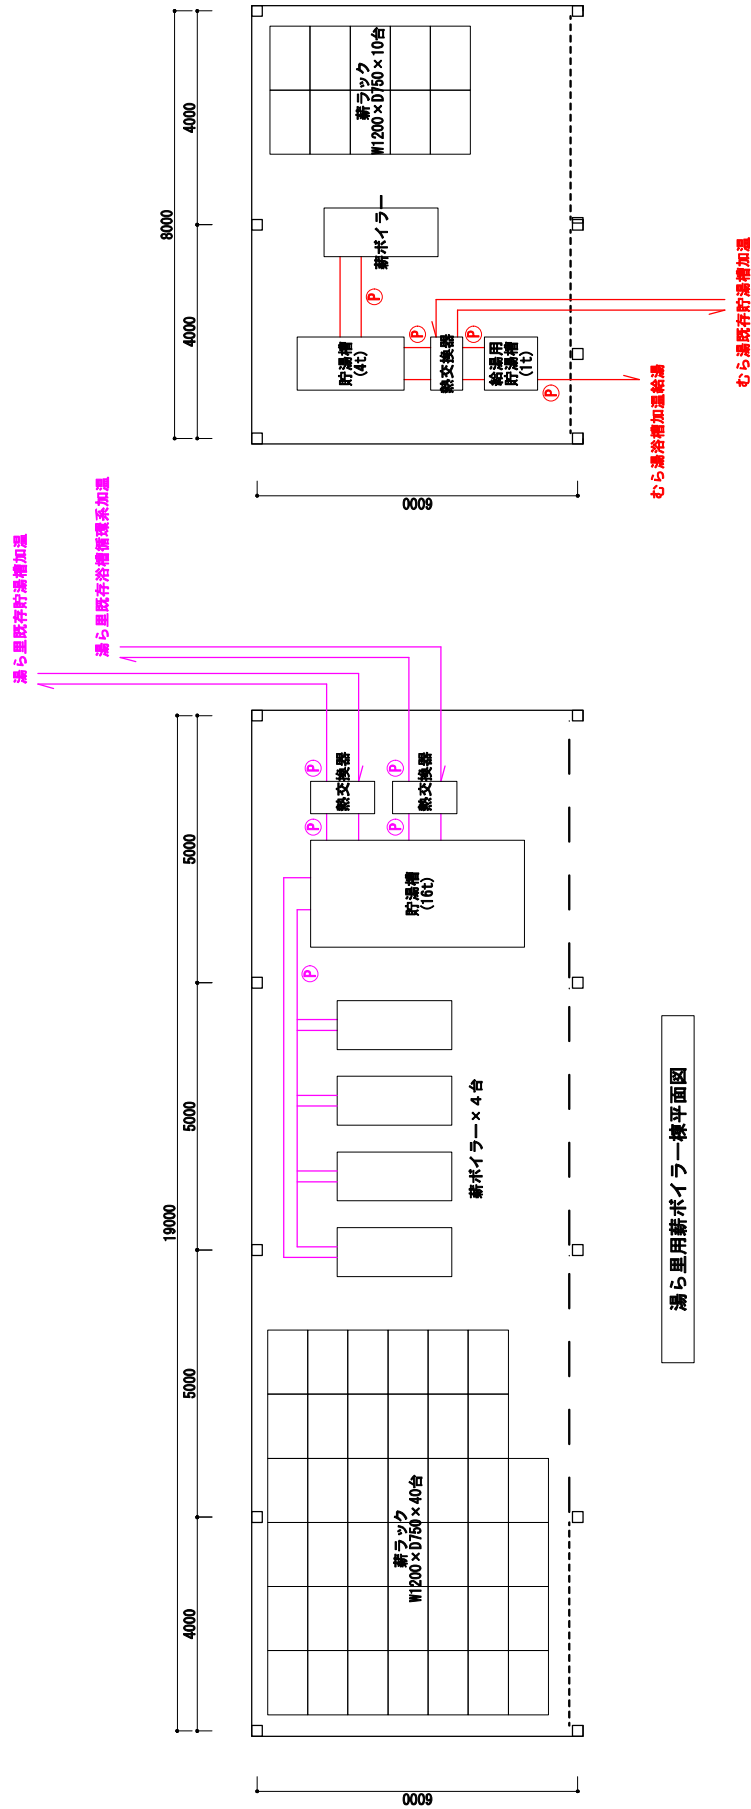 薪ラック
W1200×D750×10台
4000
8000
4000
薪ボイラー
P
貯湯槽
(4t)
P
熱交換器
P
給湯用
貯湯槽
(1t)
P
むら湯既存貯湯槽加温
むら湯浴槽加温給湯
6000
湯ら里既存貯湯槽加温
湯ら里既存浴槽循環系加温
P
熱交換器
P
P
熱交換器
P
貯湯槽
(16t)
P
5000
5000
19000
5000
4000
薪ボイラー×4台
湯ら里用薪ボイラー棟平面図
薪ラック
W1200×D750×40台
6000